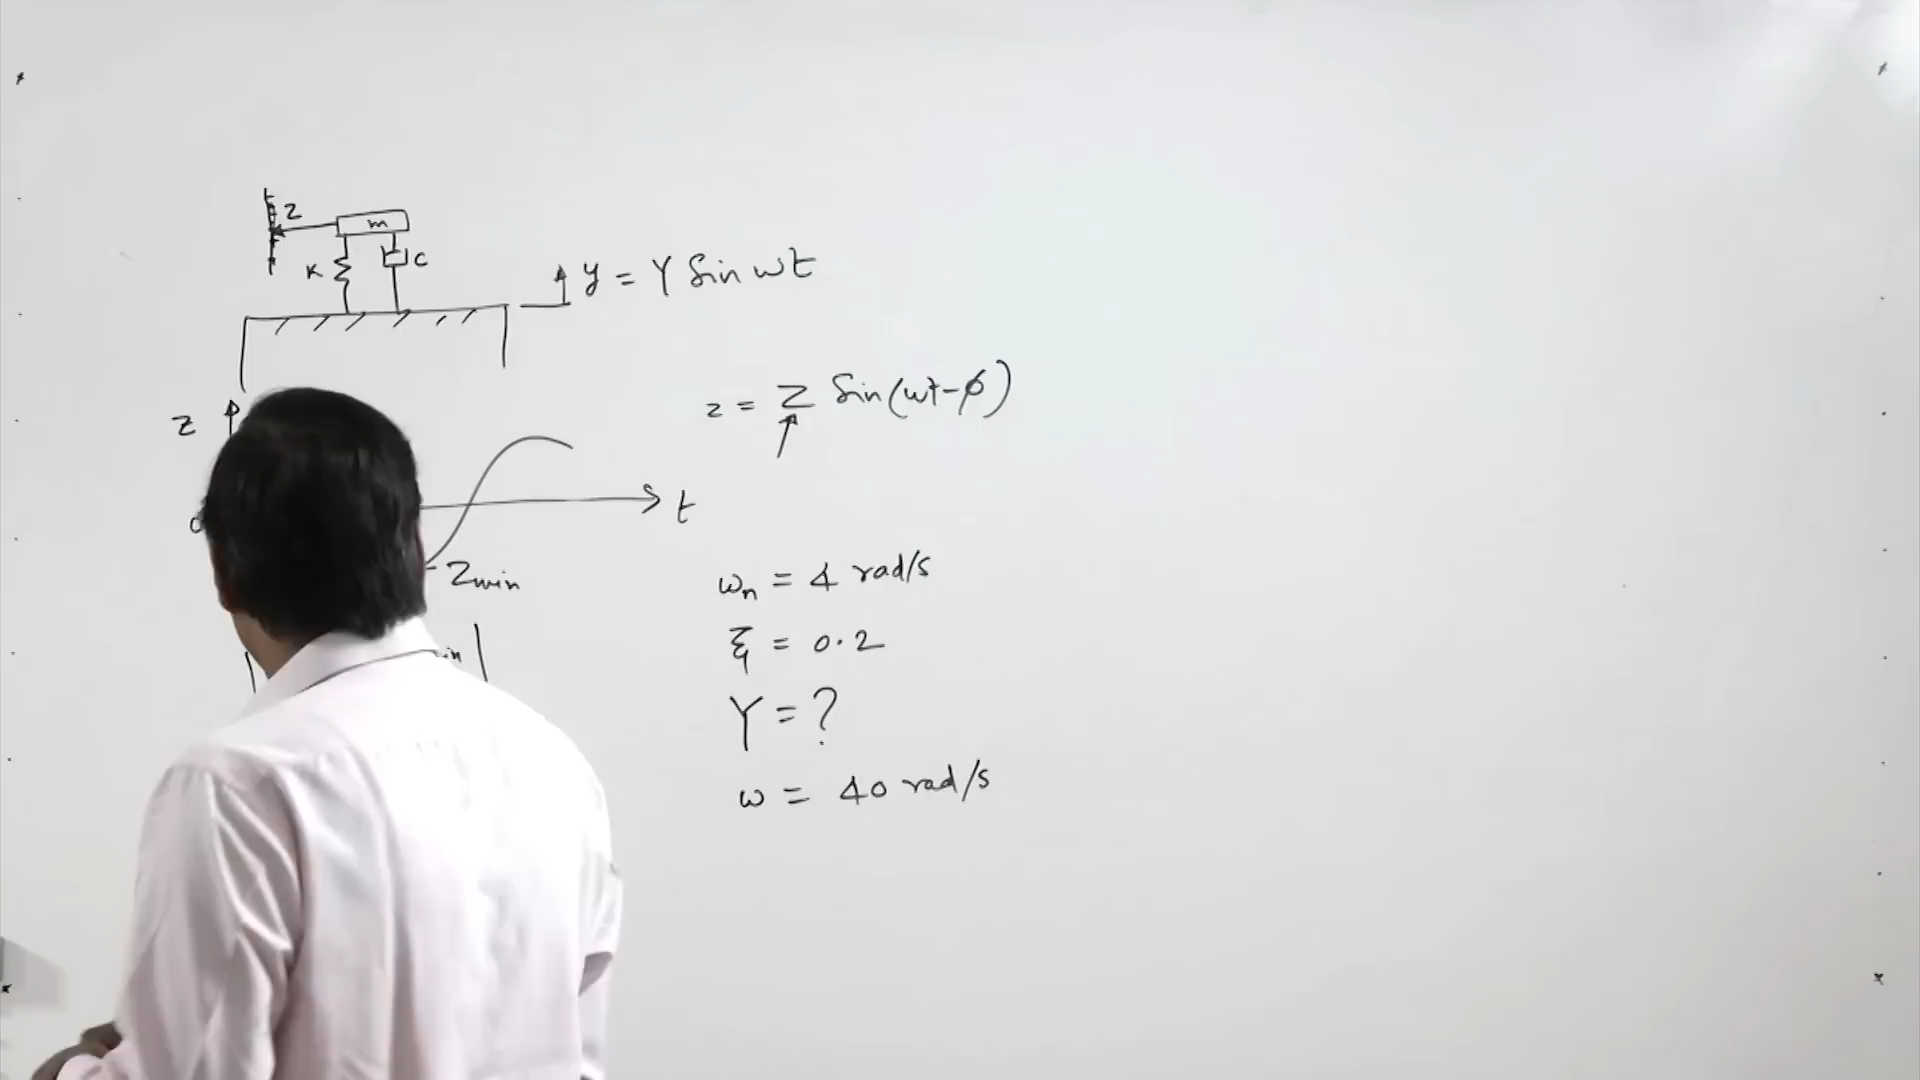 z
m
K
C
y = Y Sin ωt
z
z = Z Sin(ωt-φ)
t
Zmin
ωn = 4 rad/s
ξ = 0.2
Y = ?
ω = 40 rad/s